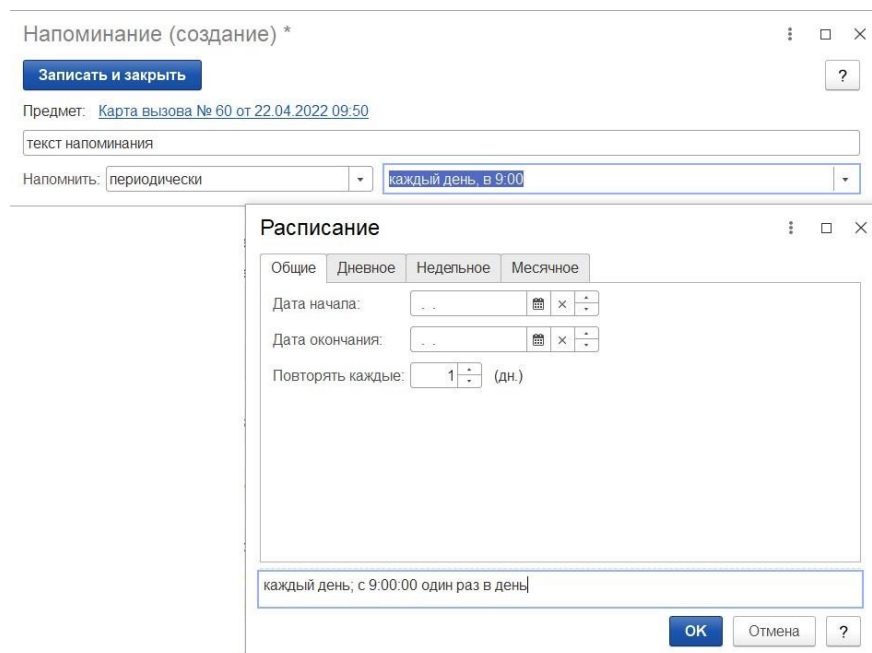 Напоминание (создание) *
Записать и закрыть
?
Предмет: Карта вызова № 60 от 22.04.2022 09:50
текст напоминания
Напомнить: периодически каждый день, в 9:00
Расписание
Общие Дневное Недельное Месячное
Дата начала: . .
Дата окончания: . .
Повторять каждые: 1 (дн.)
каждый день; с 9:00:00 один раз в день
ОК Отмена ?